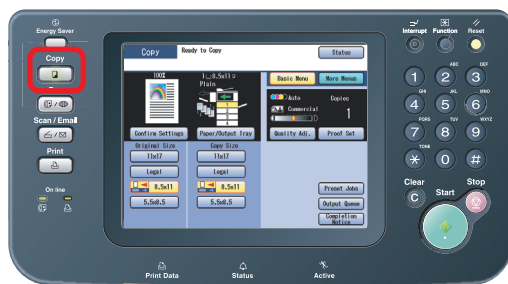 Energy Saver
Interrupt Function Reset
Copy
Copy Ready to Copy Status
100% 1 8.5x11
Plain
Basic Menu More Menus
Auto Copies
Commercial 1
Confirm Settings Paper/Output Tray Quality Adj. Proof Set
Original Size Copy Size
11x17 11x17
Legal Legal
8.5x11 8.5x11 Preset Jobs
5.5x8.5 5.5x8.5 Output Queue
Completion Notice
Scan / Email
Print
On line
ABC DEF
1 2 3
GHI JKL MNO
4 5 6
PQRS TUV WXYZ
7 8 9
TONE
0 #
Clear Stop
C Start
Print Data Status Active